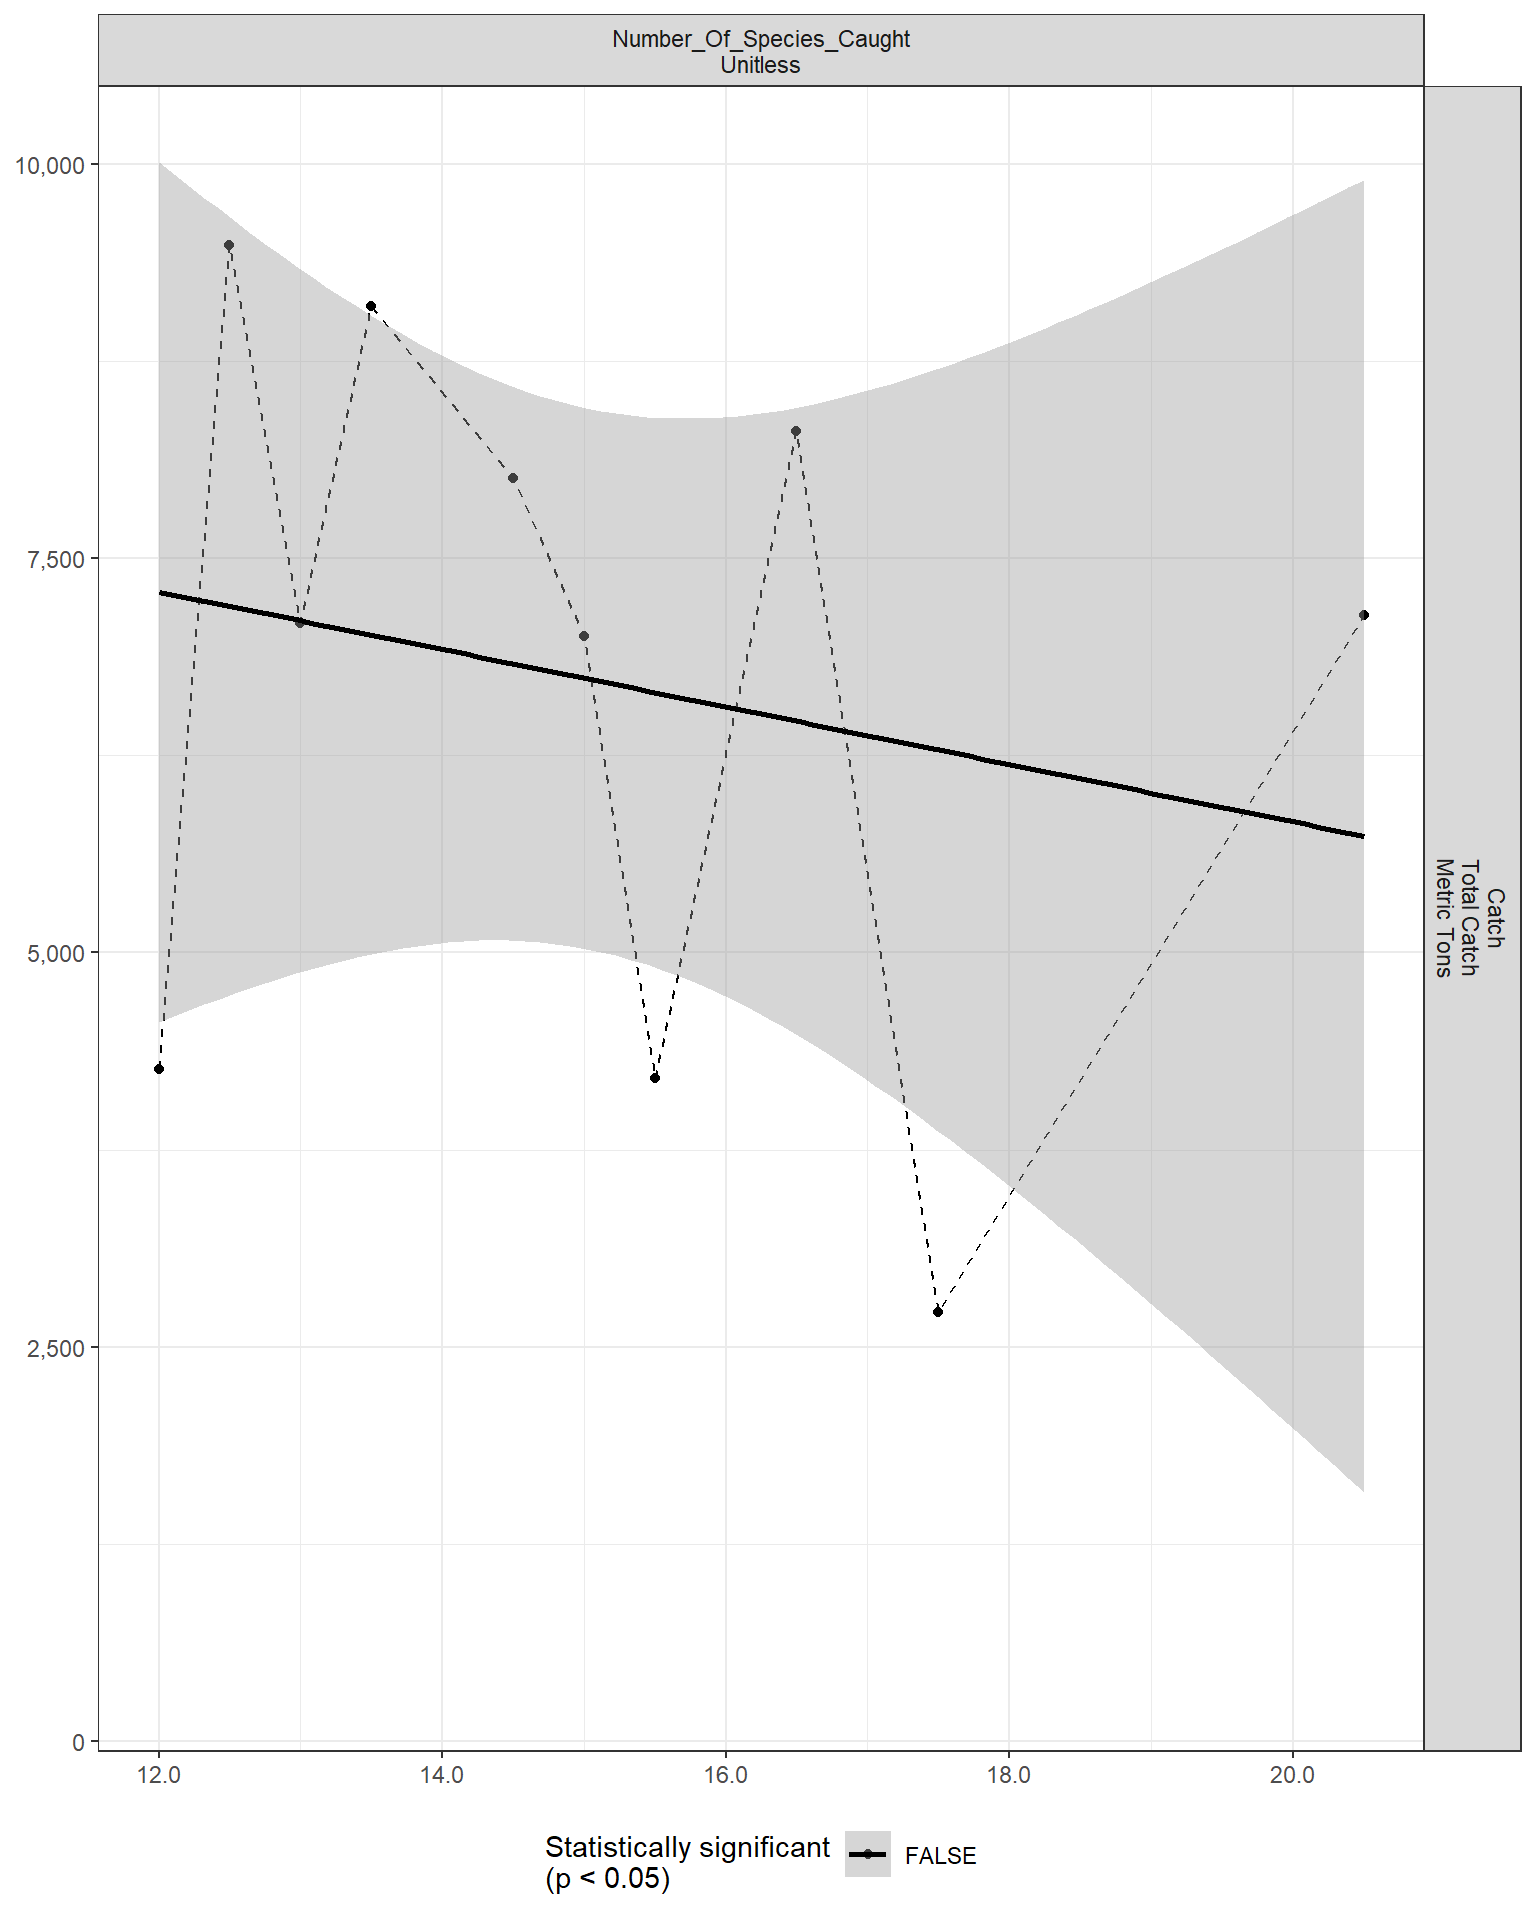 Number_Of_Species_Caught
Unitless
10,000
7,500
5,000
2,500
0
Catch
Total Catch
Metric Tons
12.0
14.0
16.0
18.0
20.0
Statistically significant
(p < 0.05)
FALSE